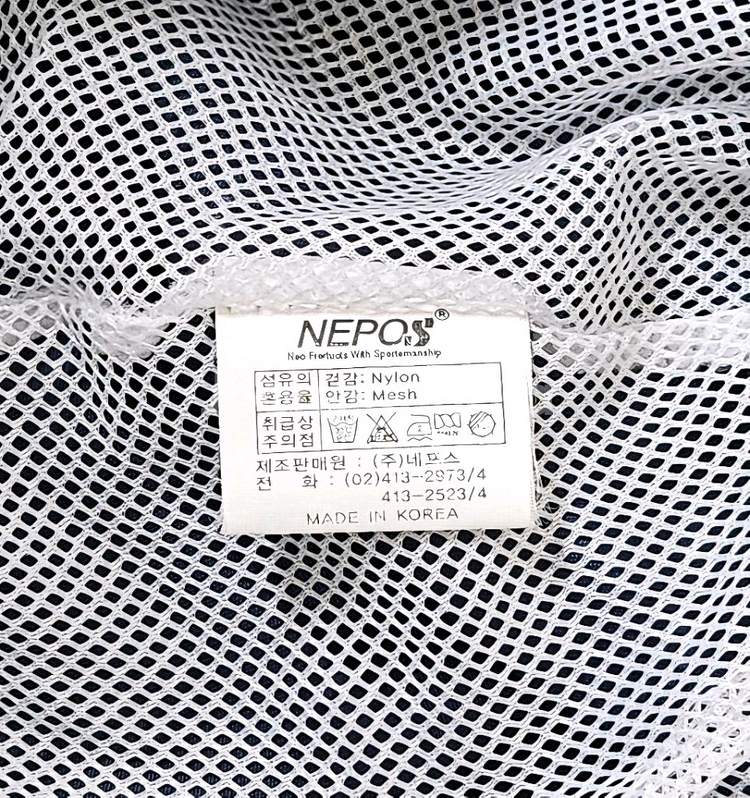 NEPOS®
Neo Products With Sportsmanship
섬유의 겉감: Nylon
혼용율 안감: Mesh
취급상
주의점
제조판매원 : (주)네프스
전 화 : (02)413-2973/4
413-2523/4
MADE IN KOREA